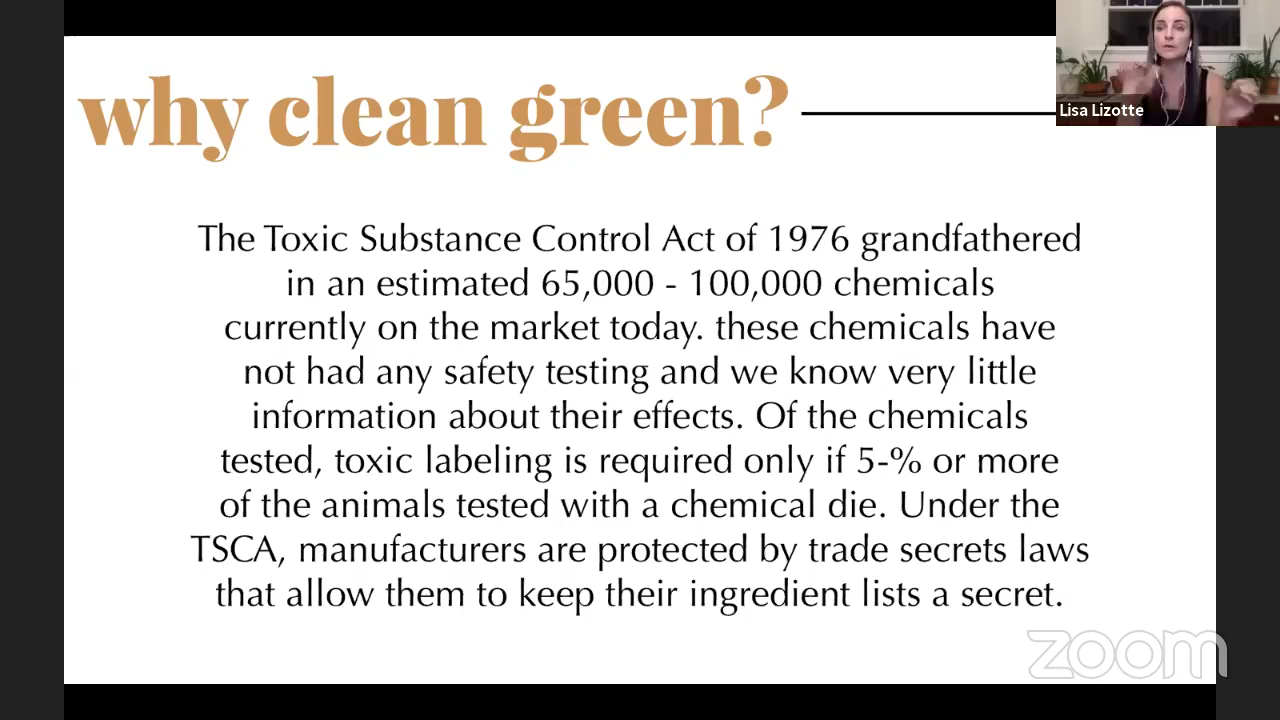 why clean green?
Lisa Lizotte
The Toxic Substance Control Act of 1976 grandfathered
in an estimated 65,000 - 100,000 chemicals
currently on the market today. these chemicals have
not had any safety testing and we know very little
information about their effects. Of the chemicals
tested, toxic labeling is required only if 5-% or more
of the animals tested with a chemical die. Under the
TSCA, manufacturers are protected by trade secrets laws
that allow them to keep their ingredient lists a secret.
zoom